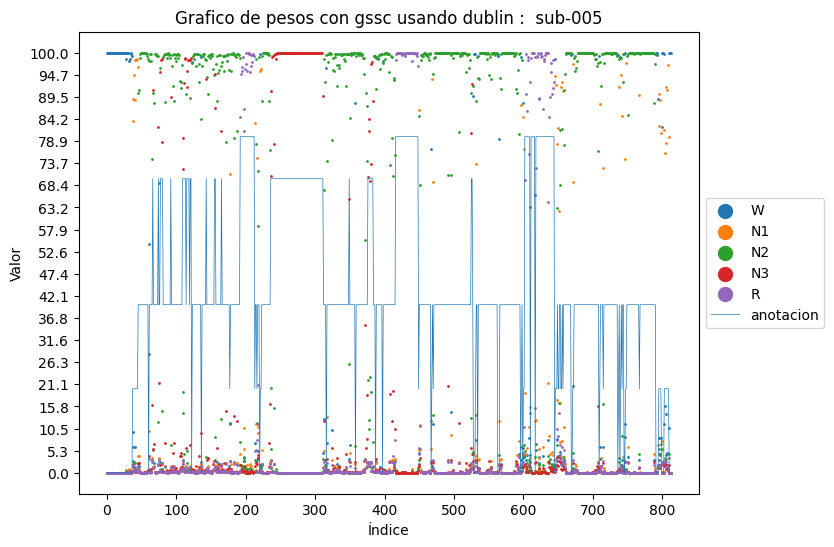 Grafico de pesos con gssc usando dublin :  sub-005
Valor
100.0
94.7
89.5
84.2
78.9
73.7
68.4
63.2
57.9
52.6
47.4
42.1
36.8
31.6
26.3
21.1
15.8
10.5
5.3
0.0
0 100 200 300 400 500 600 700 800
Índice
W
N1
N2
N3
R
anotacion